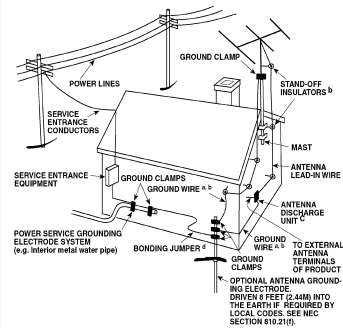 GROUND CLAMP
POWER LINES
STAND-OFF
INSULATORS b
SERVICE
ENTRANCE
CONDUCTORS
MAST
ANTENNA
LEAD-IN WIRE
SERVICE ENTRANCE
EQUIPMENT
GROUND CLAMPS
GROUND WIRE a, b
ANTENNA
DISCHARGE
UNIT C
POWER SERVICE GROUNDING
ELECTRODE SYSTEM
(e.g. Interior metal water pipe)
BONDING JUMPER d
GROUND
WIRE a, b
TO EXTERNAL
ANTENNA
TERMINALS
OF PRODUCT
GROUND
CLAMPS
OPTIONAL ANTENNA GROUND-
ING ELECTRODE.
DRIVEN 8 FEET (2.44M) INTO
THE EARTH IF REQUIRED
BY LOCAL CODES. SEE NEC
SECTION 810.21(f).